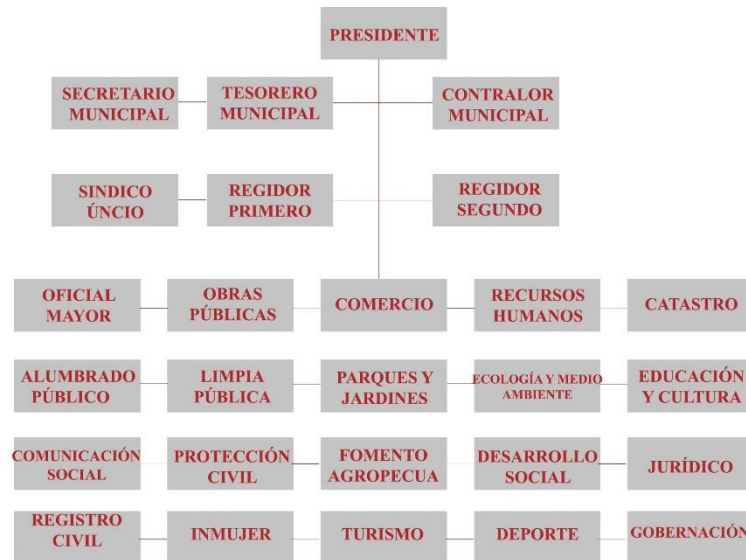 PRESIDENTE
SECRETARIO
MUNICIPAL
TESORERO
MUNICIPAL
CONTRALOR
MUNICIPAL
SINDICO
ÚNCIO
REGIDOR
PRIMERO
REGIDOR
SEGUNDO
OFICIAL
MAYOR
OBRAS
PÚBLICAS
COMERCIO
RECURSOS
HUMANOS
CATASTRO
ALUMBRADO
PÚBLICO
LIMPIA
PÚBLICA
PARQUES Y
JARDINES
ECOLOGÍA Y MEDIO
AMBIENTE
EDUCACIÓN
Y CULTURA
COMUNICACIÓN
SOCIAL
PROTECCIÓN
CIVIL
FOMENTO
AGROPECUA
DESARROLLO
SOCIAL
JURÍDICO
REGISTRO
CIVIL
INMUJER
TURISMO
DEPORTE
GOBERNACIÓN